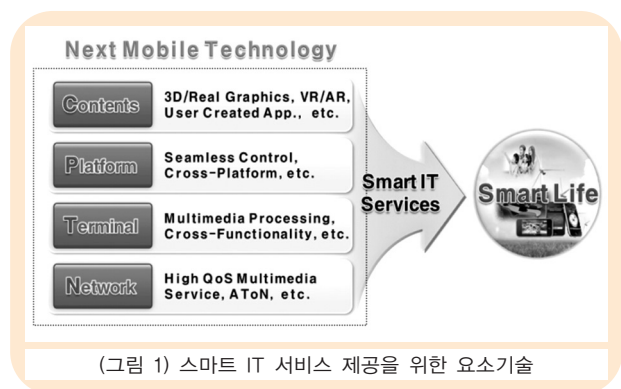 Next Mobile Technology
Contents
3D/Real Graphics, VR/AR,
User Created App., etc.
Platform
Seamless Control,
Cross-Platform, etc.
Terminal
Multimedia Processing,
Cross-Functionality, etc.
Network
High QoS Multimedia
Service, AToN, etc.
Smart IT
Services
Smart Life
(그림 1) 스마트 IT 서비스 제공을 위한 요소기술